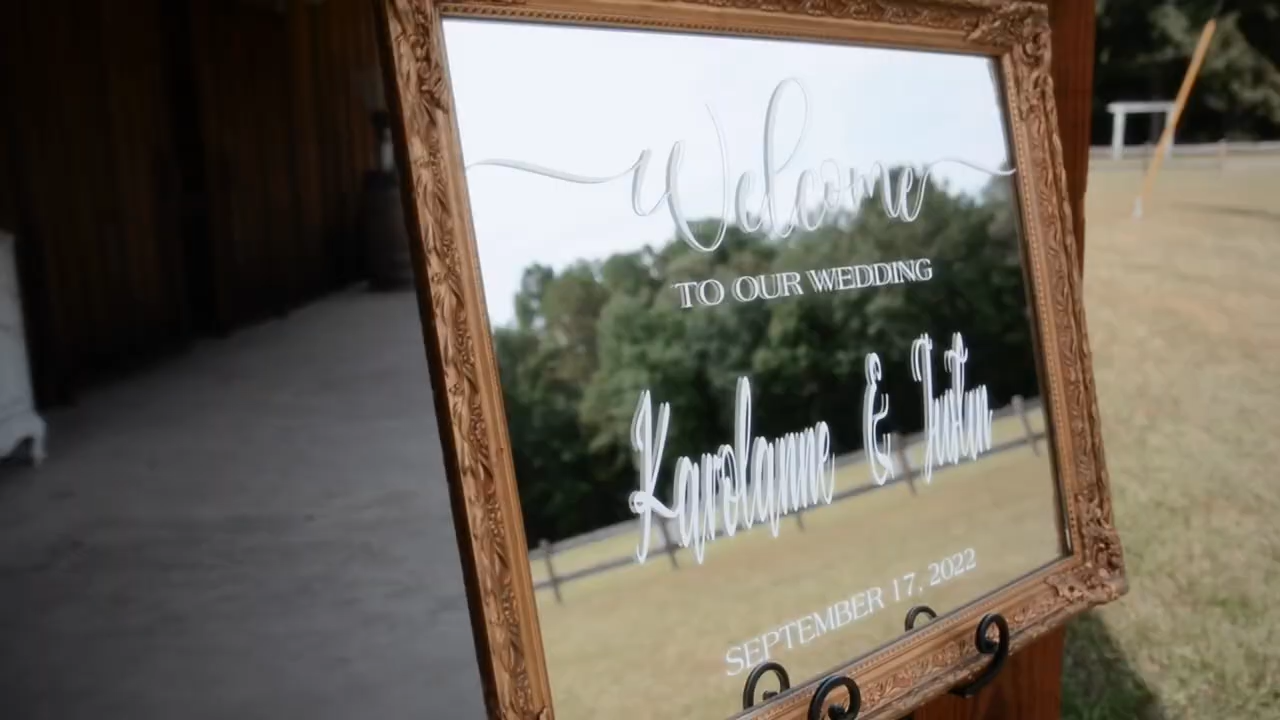 Welcome
TO OUR WEDDING
Karolanne & Justin
SEPTEMBER 17, 2022